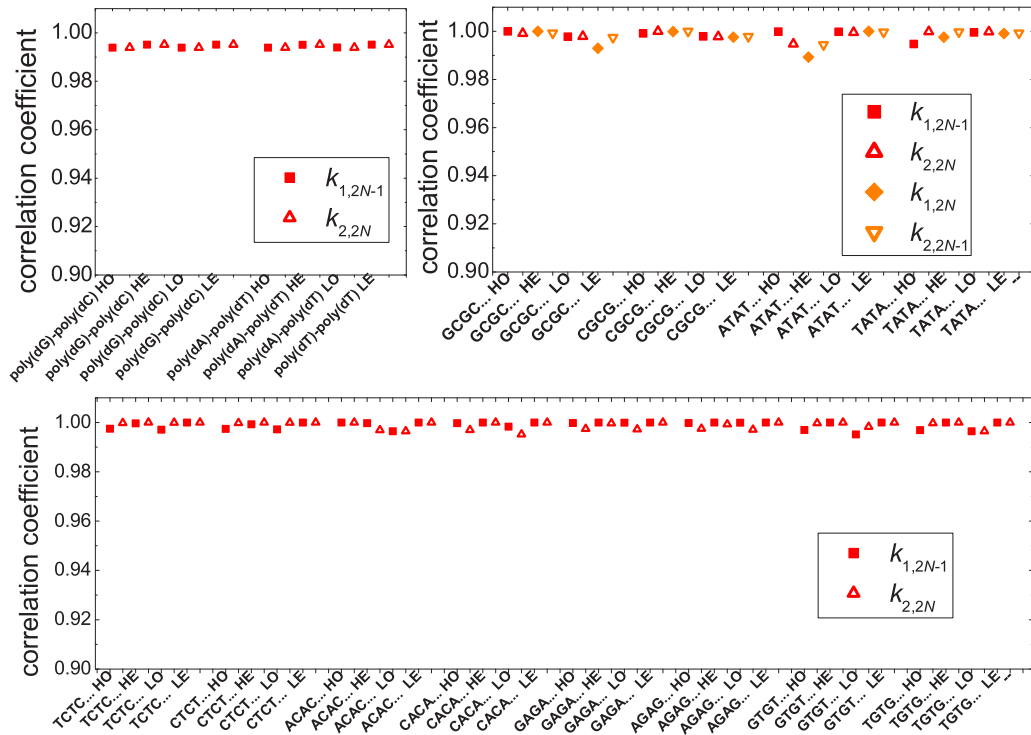 correlation coefficient
1.00
0.98
0.96
0.94
0.92
0.90
k1,2N-1
k2,2N
poly(dG)-poly(dC) HO
poly(dG)-poly(dC) HE
poly(dG)-poly(dC) LO
poly(dG)-poly(dC) LE
poly(dA)-poly(dT) HO
poly(dA)-poly(dT) HE
poly(dA)-poly(dT) LO
poly(dT)-poly(dT) LE
correlation coefficient
1.00
0.98
0.96
0.94
0.92
0.90
k1,2N-1
k2,2N
k1,2N
k2,2N-1
GCGC... HO
GCGC... HE
GCGC... LO
GCGC... LE
CGCG... HO
CGCG... HE
CGCG... LO
CGCG... LE
ATAT... HO
ATAT... HE
ATAT... LO
ATAT... LE
TATA... HO
TATA... HE
TATA... LO
TATA... LE
--
correlation coefficient
1.00
0.98
0.96
0.94
0.92
0.90
k1,2N-1
k2,2N
TCTC... HO
TCTC... HE
TCTC... LO
TCTC... LE
CTCT... HO
CTCT... HE
CTCT... LO
CTCT... LE
ACAC... HO
ACAC... HE
ACAC... LO
ACAC... LE
CACA... HO
CACA... HE
CACA... LO
CACA... LE
GAGA... HO
GAGA... HE
GAGA... LO
GAGA... LE
AGAG... HO
AGAG... HE
AGAG... LO
AGAG... LE
GTGT... HO
GTGT... HE
GTGT... LO
GTGT... LE
TGTG... HO
TGTG... HE
TGTG... LO
TGTG... LE
--